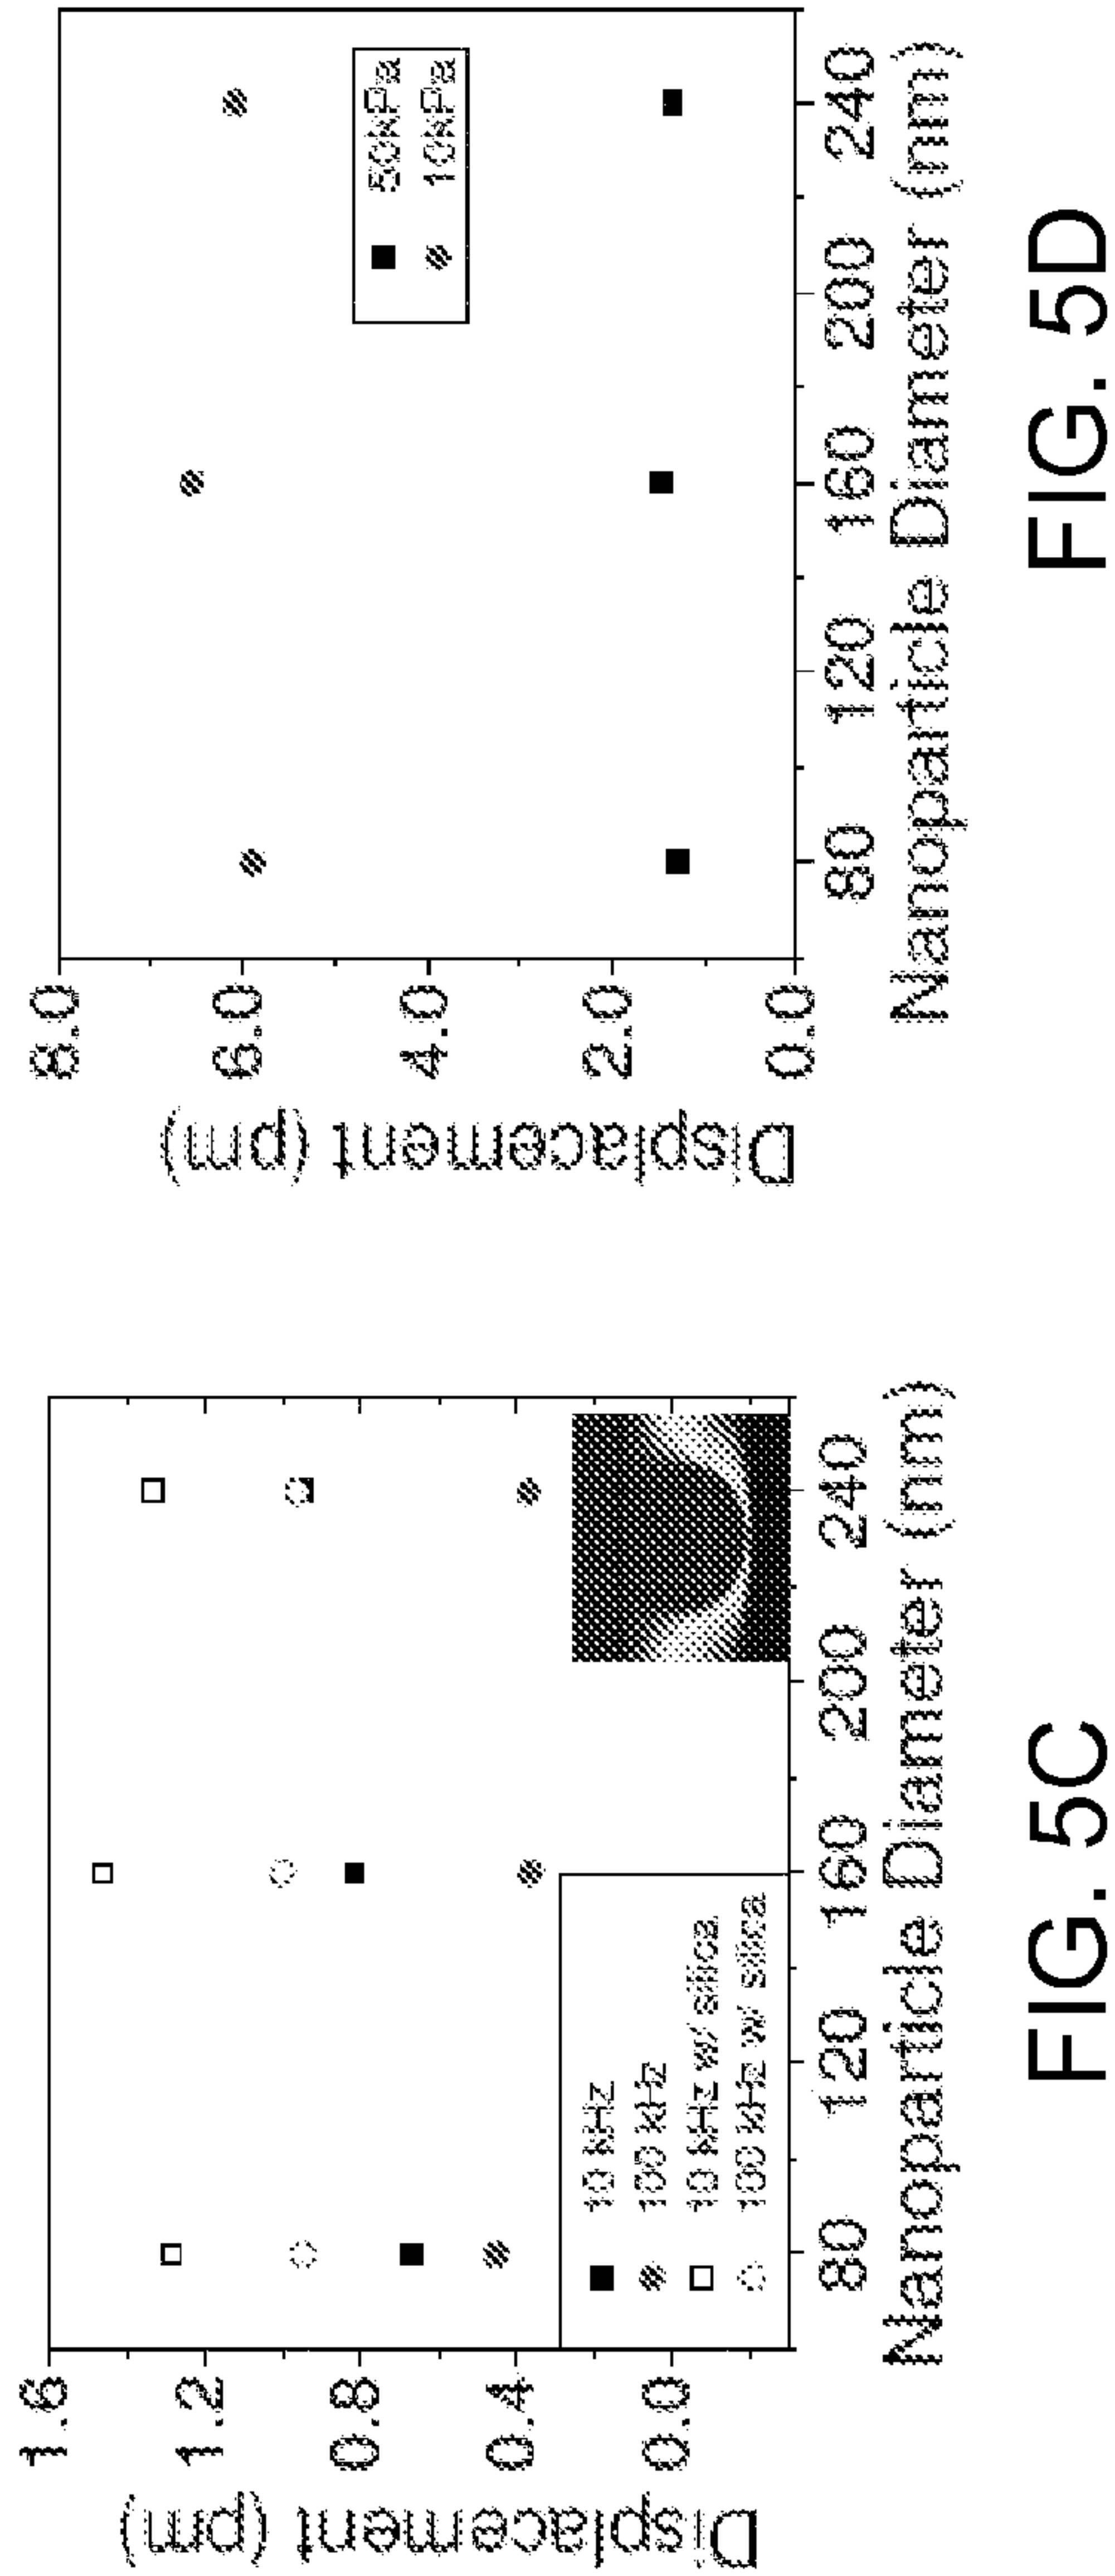 Displacement (pm)
1.6
1.2
0.8
0.4
0.0
10 kHz
100 kHz
10 kHz w/ silica
100 kHz w/ silica
80
120
160
200
240
Nanoparticle Diameter (nm)
FIG. 5C
Displacement (pm)
8.0
6.0
4.0
2.0
0.0
50kPa
10kPa
80
120
160
200
240
Nanoparticle Diameter (nm)
FIG. 5D